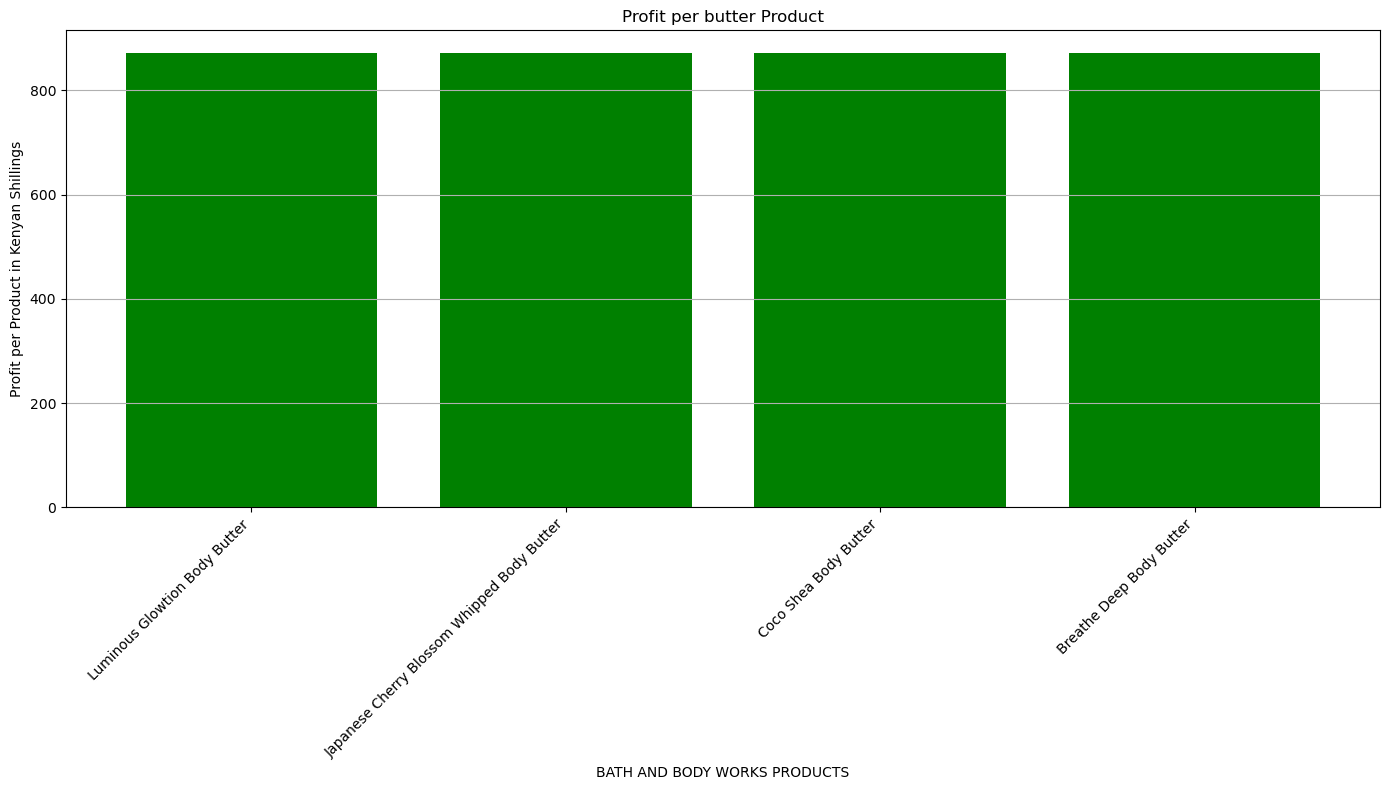 Profit per butter Product
Profit per Product in Kenyan Shillings
800
600
400
200
0
Luminous Glowtion Body Butter
Japanese Cherry Blossom Whipped Body Butter
Coco Shea Body Butter
Breathe Deep Body Butter
BATH AND BODY WORKS PRODUCTS